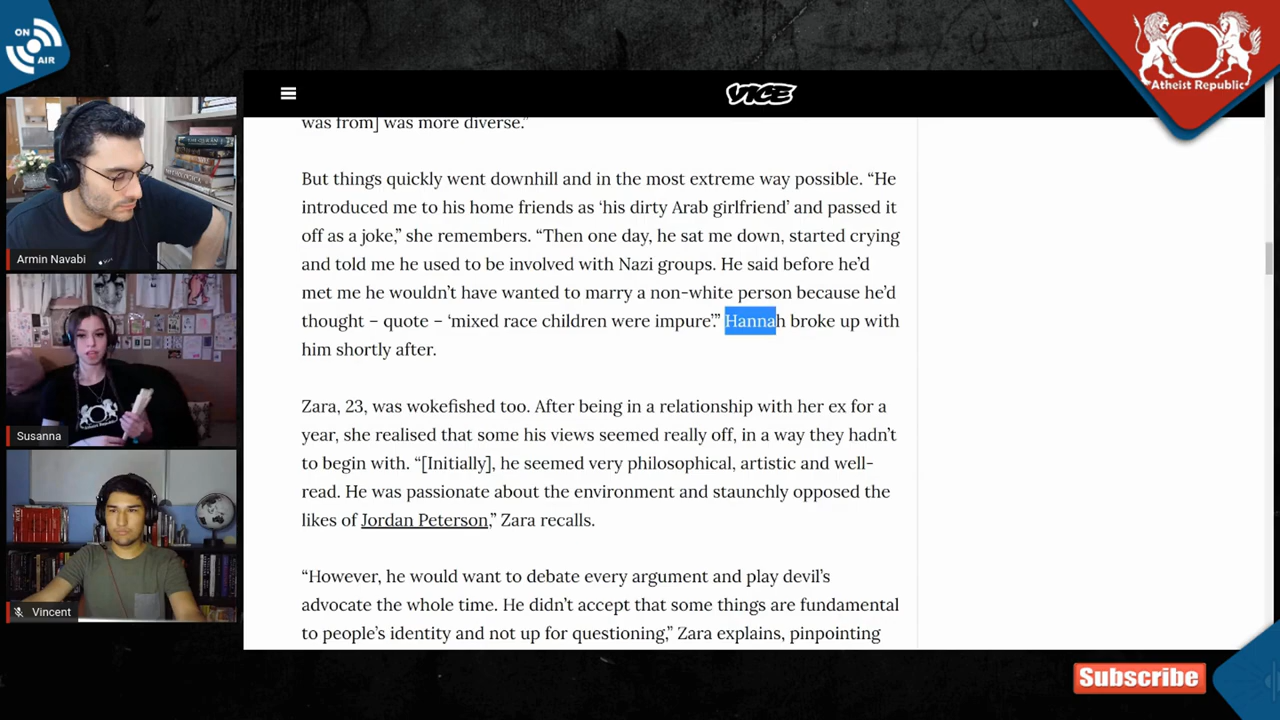 ON
AIR
VICE
Atheist Republic
was from] was more diverse.”
But things quickly went downhill and in the most extreme way possible. “He
introduced me to his home friends as ‘his dirty Arab girlfriend’ and passed it
off as a joke,” she remembers. “Then one day, he sat me down, started crying
and told me he used to be involved with Nazi groups. He said before he’d
met me he wouldn’t have wanted to marry a non-white person because he’d
thought – quote – ‘mixed race children were impure’.” Hannah broke up with
him shortly after.
Zara, 23, was wokefished too. After being in a relationship with her ex for a
year, she realised that some his views seemed really off, in a way they hadn’t
to begin with. “[Initially], he seemed very philosophical, artistic and well-
read. He was passionate about the environment and staunchly opposed the
likes of Jordan Peterson,” Zara recalls.
“However, he would want to debate every argument and play devil’s
advocate the whole time. He didn’t accept that some things are fundamental
to people’s identity and not up for questioning,” Zara explains, pinpointing
Armin Navabi
Atheist Republic
Susanna
Vincent
Subscribe